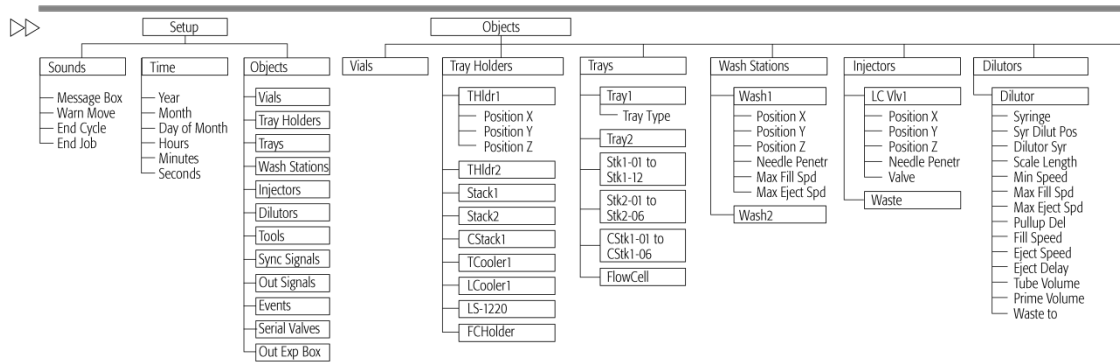 Setup
Sounds
Message Box
Warn Move
End Cycle
End Job
Time
Year
Month
Day of Month
Hours
Minutes
Seconds
Objects
Vials
Tray Holders
Trays
Wash Stations
Injectors
Dilutors
Tools
Sync Signals
Out Signals
Events
Serial Valves
Out Exp Box
Objects
Vials
Tray Holders
THldr1
Position X
Position Y
Position Z
THldr2
Stack1
Stack2
CStack1
TCooler1
LCooler1
LS-1220
FCHolder
Trays
Tray1
Tray Type
Tray2
Stk1-01 to
Stk1-12
Stk2-01 to
Stk2-06
CStk1-01 to
CStk1-06
FlowCell
Wash Stations
Wash1
Position X
Position Y
Position Z
Needle Penetr
Max Fill Spd
Max Eject Spd
Wash2
Injectors
LC Vlv1
Position X
Position Y
Position Z
Needle Penetr
Valve
Waste
Dilutors
Dilutor
Syringe
Syr Dilut Pos
Dilutor Syr
Scale Length
Min Speed
Max Fill Spd
Max Eject Spd
Pullup Del
Fill Speed
Eject Speed
Eject Delay
Tube Volume
Prime Volume
Waste to